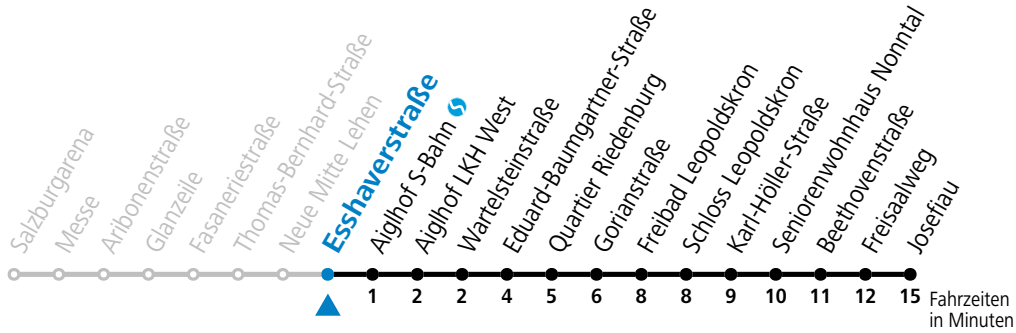 Salzburgarena
Messe
Aribonenstraße
Glanzeile
Fasaneriestraße
Thomas-Bernhard-Straße
Neue Mitte Lehen
Esshaverstraße
Aiglhof S-Bahn
Aiglhof LKH West
Wartelsteinstraße
Eduard-Baumgartner-Straße
Quartier Riedenburg
Gorianstraße
Freibad Leopoldskron
Schloss Leopoldskron
Karl-Höller-Straße
Seniorenwohnhaus Nonntal
Beethovenstraße
Freisaalweg
Josefiau
1 2 2 4 5 6 8 8 9 10 11 12 15 Fahrzeiten
in Minuten